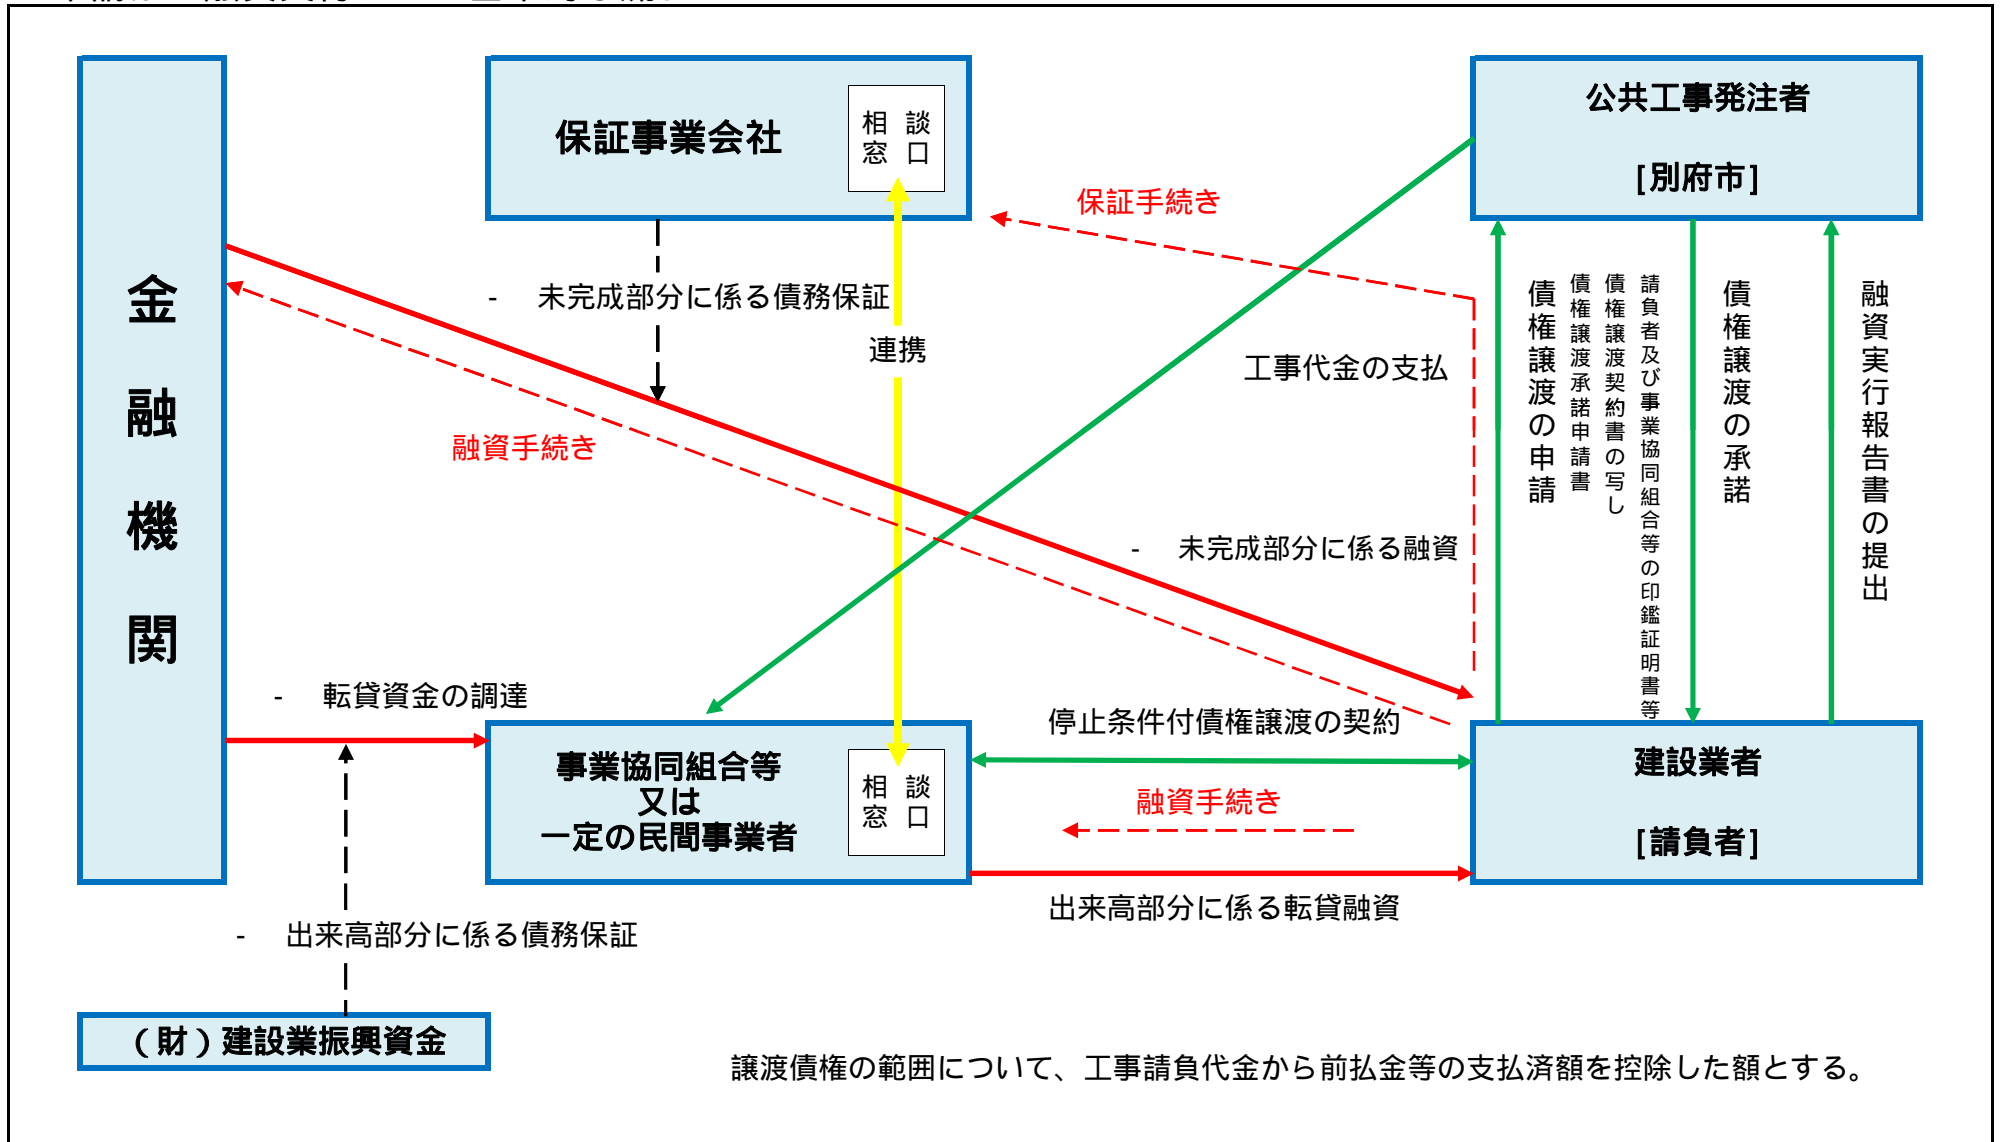 金融機関
保証事業会社
相談
窓口
公共工事発注者
[別府市]
保証手続き
- 未完成部分に係る債務保証
連携
工事代金の支払
融資手続き
- 未完成部分に係る融資
債権譲渡の申請
債権譲渡承諾申請書
債権譲渡契約書の写し
請負者及び事業協同組合等の印鑑証明書等
債権譲渡の承諾
融資実行報告書の提出
- 転貸資金の調達
事業協同組合等
又は
一定の民間事業者
相談
窓口
停止条件付債権譲渡の契約
融資手続き
出来高部分に係る転貸融資
建設業者
[請負者]
- 出来高部分に係る債務保証
（財）建設業振興資金
譲渡債権の範囲について、工事請負代金から前払金等の支払済額を控除した額とする。